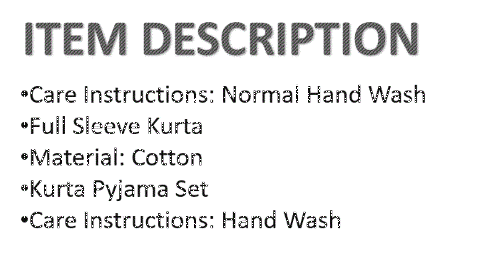 ITEM DESCRIPTION
•Care Instructions: Normal Hand Wash
•Full Sleeve Kurta
•Material: Cotton
•Kurta Pyjama Set
•Care Instructions: Hand Wash